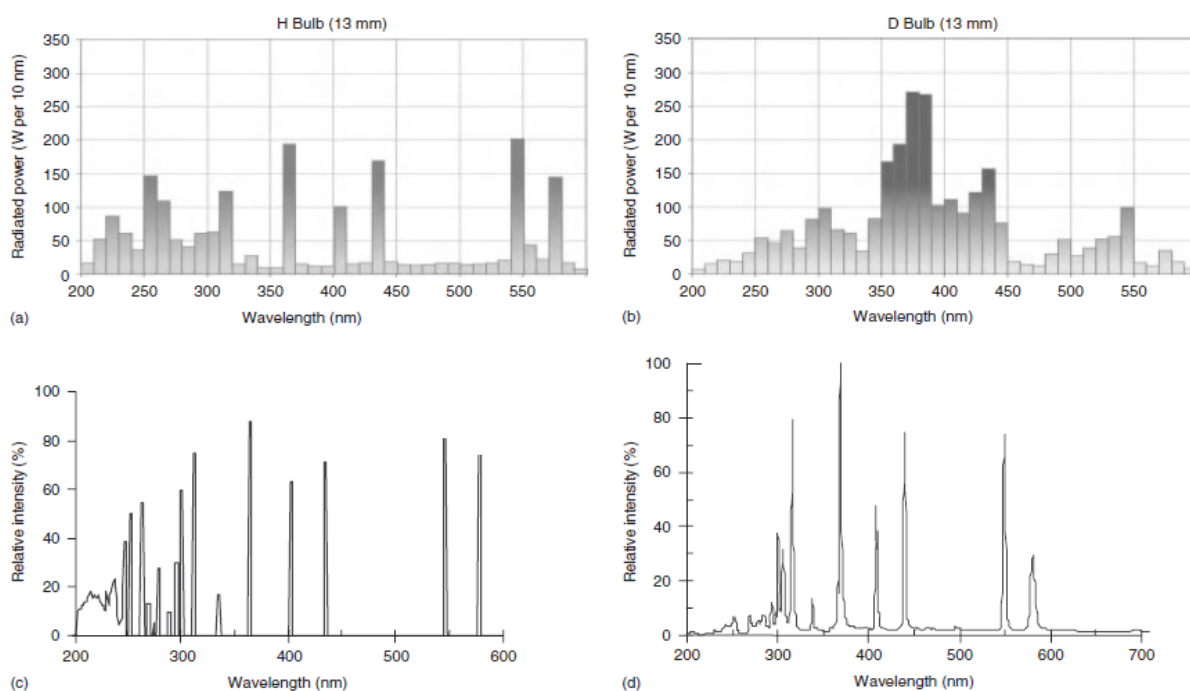 H Bulb (13 mm)
Radiated power (W per 10 nm)
350
300
250
200
150
100
50
0
200 250 300 350 400 450 500 550
Wavelength (nm)
(a)
D Bulb (13 mm)
Radiated power (W per 10 nm)
350
300
250
200
150
100
50
0
200 250 300 350 400 450 500 550
Wavelength (nm)
(b)
Relative intensity (%)
100
80
60
40
20
0
200 300 400 500 600
Wavelength (nm)
(c)
Relative intensity (%)
100
80
60
40
20
0
200 300 400 500 600 700
Wavelength (nm)
(d)